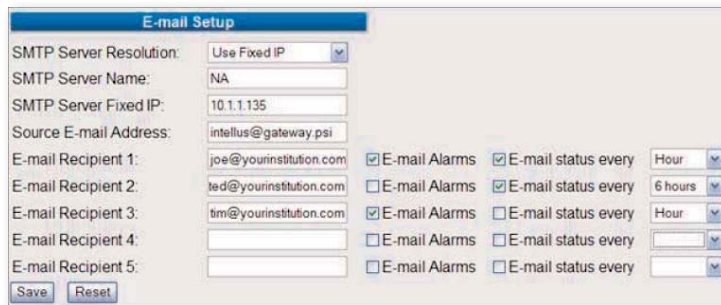 E-mail Setup
SMTP Server Resolution: Use Fixed IP
SMTP Server Name: NA
SMTP Server Fixed IP: 10.1.1.135
Source E-mail Address: intellus@gateway.psi
E-mail Recipient 1: joe@yourinstitution.com E-mail Alarms E-mail status every Hour
E-mail Recipient 2: ted@yourinstitution.com E-mail Alarms E-mail status every 6 hours
E-mail Recipient 3: tim@yourinstitution.com E-mail Alarms E-mail status every Hour
E-mail Recipient 4: E-mail Alarms E-mail status every
E-mail Recipient 5: E-mail Alarms E-mail status every
Save Reset